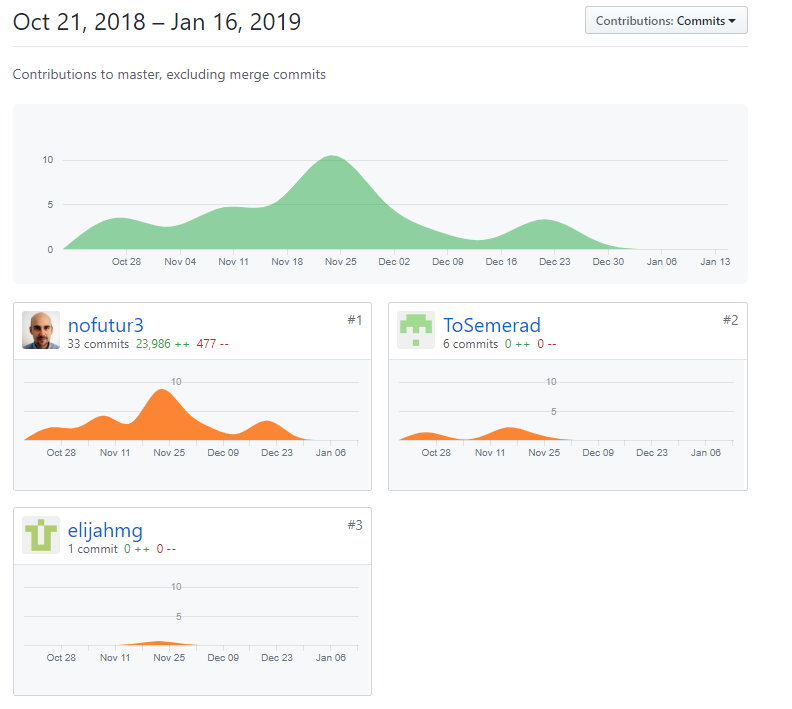 Oct 21, 2018 – Jan 16, 2019
Contributions: Commits
Contributions to master, excluding merge commits
10
5
0
Oct 28 Nov 04 Nov 11 Nov 18 Nov 25 Dec 02 Dec 09 Dec 16 Dec 23 Dec 30 Jan 06 Jan 13
nofutur3 #1
33 commits 23,986 ++ 477 --
10
Oct 28 Nov 11 Nov 25 Dec 09 Dec 23 Jan 06
ToSemerad #2
6 commits 0 ++ 0 --
10
5
Oct 28 Nov 11 Nov 25 Dec 09 Dec 23 Jan 06
elijahmg #3
1 commit 0 ++ 0 --
10
5
Oct 28 Nov 11 Nov 25 Dec 09 Dec 23 Jan 06